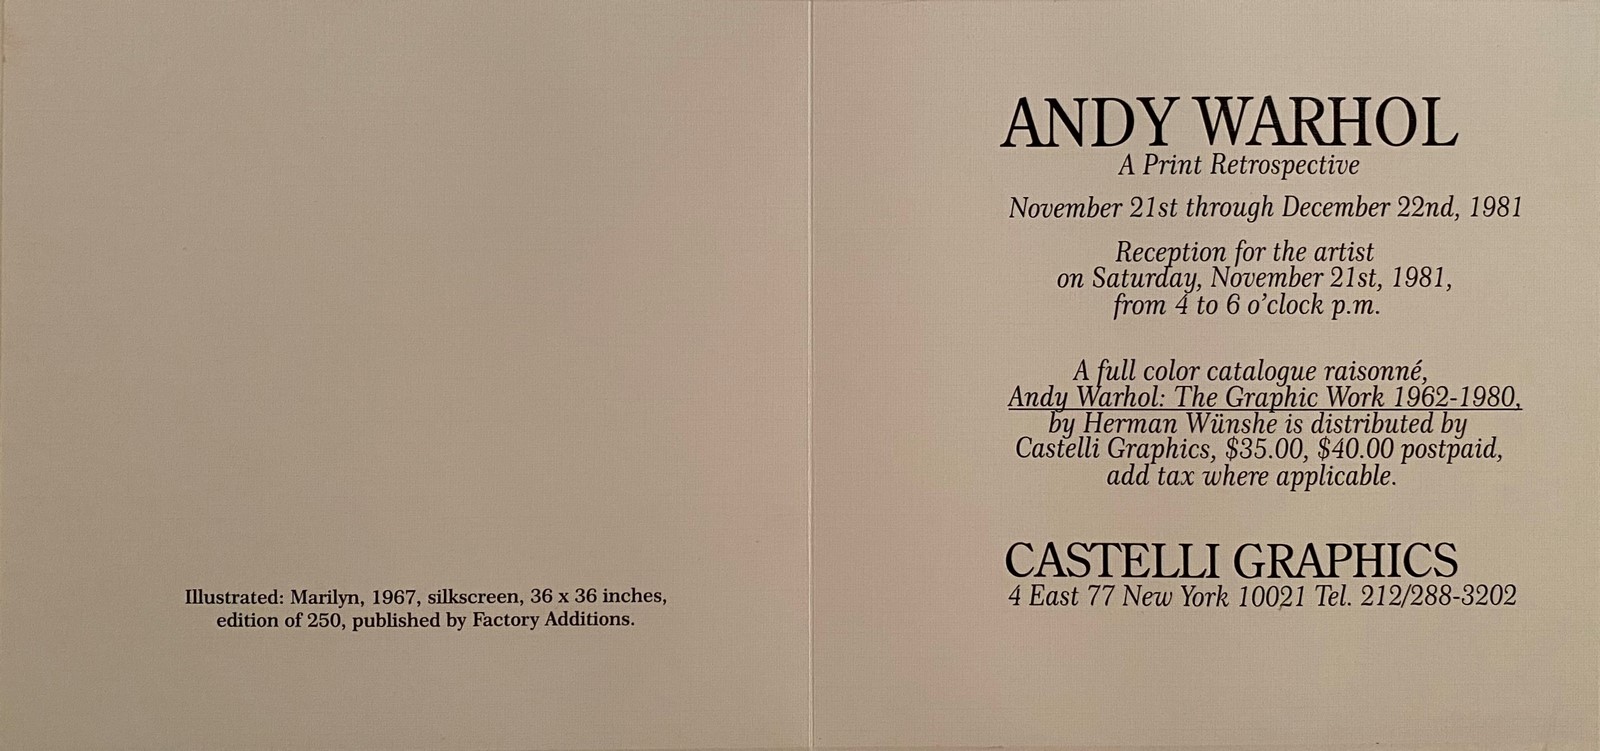 Illustrated: Marilyn, 1967, silkscreen, 36 x 36 inches,
edition of 250, published by Factory Additions.
ANDY WARHOL
A Print Retrospective
November 21st through December 22nd, 1981
Reception for the artist
on Saturday, November 21st, 1981,
from 4 to 6 o’clock p.m.
A full color catalogue raisonné,
Andy Warhol: The Graphic Work 1962-1980,
by Herman Wünshe is distributed by
Castelli Graphics, $35.00, $40.00 postpaid,
add tax where applicable.
CASTELLI GRAPHICS
4 East 77 New York 10021 Tel. 212/288-3202